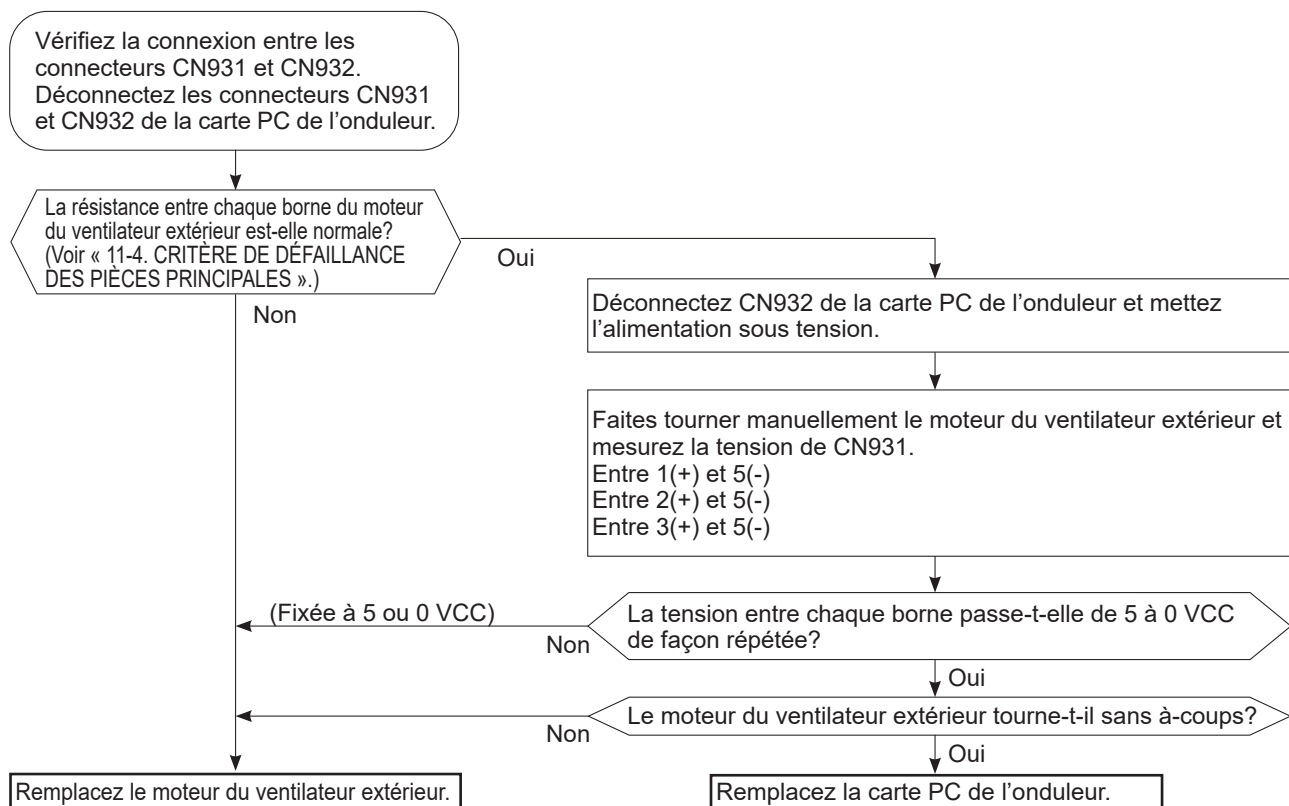 Vérifiez la connexion entre les
connecteurs CN931 et CN932.
Déconnectez les connecteurs CN931
et CN932 de la carte PC de l’onduleur.
La résistance entre chaque borne du moteur
du ventilateur extérieur est-elle normale?
(Voir « 11-4. CRITÈRE DE DÉFAILLANCE
DES PIÈCES PRINCIPALES ».)
Oui
Non
Déconnectez CN932 de la carte PC de l’onduleur et mettez
l’alimentation sous tension.
Faites tourner manuellement le moteur du ventilateur extérieur et
mesurez la tension de CN931.
Entre 1(+) et 5(-)
Entre 2(+) et 5(-)
Entre 3(+) et 5(-)
(Fixée à 5 ou 0 VCC)
Non
La tension entre chaque borne passe-t-elle de 5 à 0 VCC
de façon répétée?
Oui
Non
Le moteur du ventilateur extérieur tourne-t-il sans à-coups?
Oui
Remplacez le moteur du ventilateur extérieur.
Remplacez la carte PC de l’onduleur.